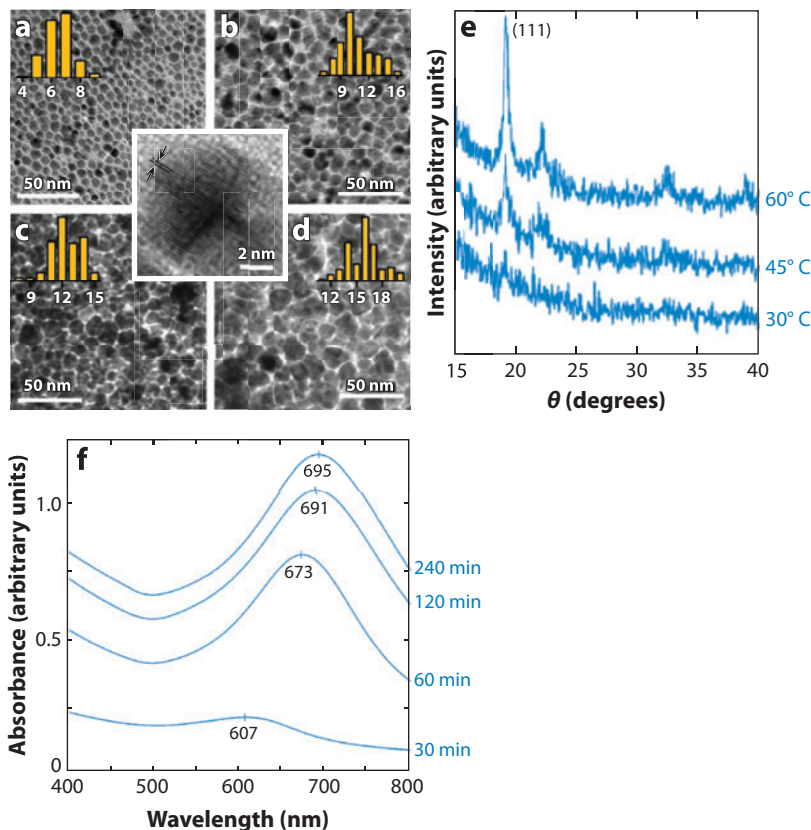 a
4 6 8
50 nm
b
9 12 16
50 nm
2 nm
c
9 12 15
50 nm
d
12 15 18
50 nm
e
(111)
60° C
45° C
30° C
Intensity (arbitrary units)
15 20 25 30 35 40
θ (degrees)
f
695
691
673
607
240 min
120 min
60 min
30 min
1.0
0.5
0
Absorbance (arbitrary units)
400 500 600 700 800
Wavelength (nm)